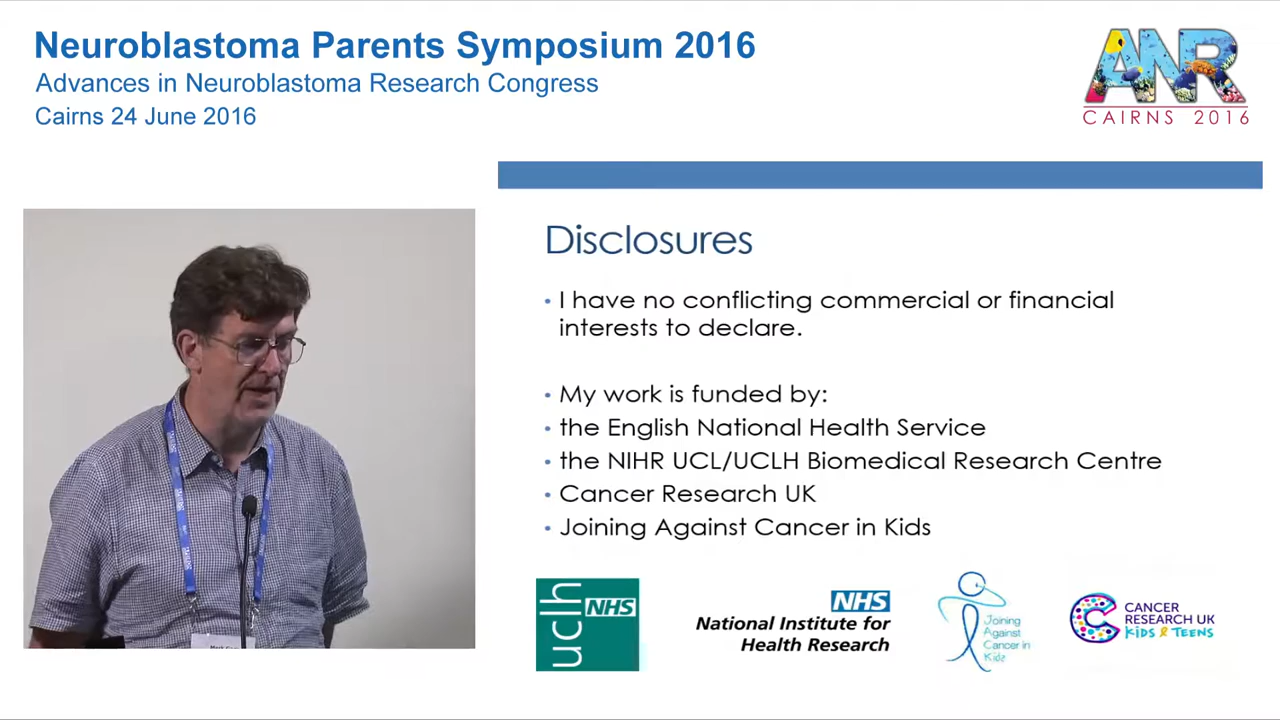 Neuroblastoma Parents Symposium 2016
Advances in Neuroblastoma Research Congress
Cairns 24 June 2016
ANR
CAIRNS 2016
Disclosures
• I have no conflicting commercial or financial
interests to declare.
• My work is funded by:
• the English National Health Service
• the NIHR UCL/UCLH Biomedical Research Centre
• Cancer Research UK
• Joining Against Cancer in Kids
uclh NHS
NHS
National Institute for
Health Research
Joining
Against
Cancer in
Kids
CANCER
RESEARCH UK
KIDS & TEENS